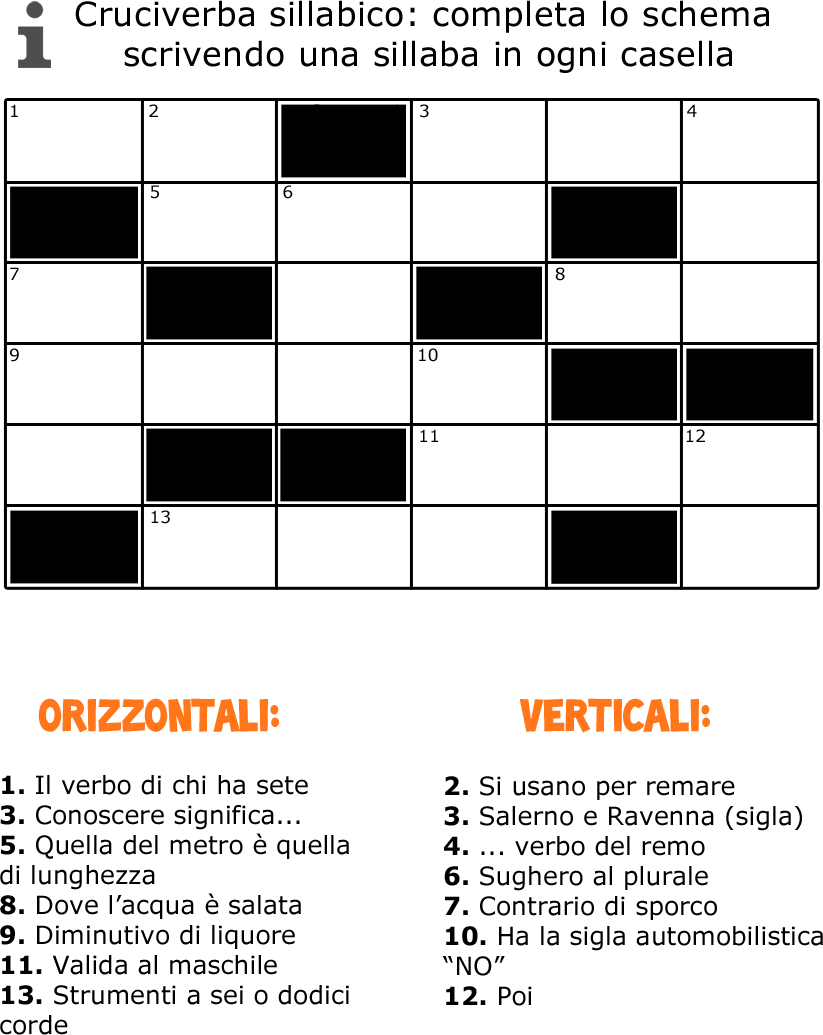 Cruciverba sillabico: completa lo schema
scrivendo una sillaba in ogni casella
1 2 3 4
5 6
7 8
9 10
11 12
13
ORIZZONTALI:
1. Il verbo di chi ha sete
3. Conoscere significa...
5. Quella del metro è quella
di lunghezza
8. Dove l’acqua è salata
9. Diminutivo di liquore
11. Valida al maschile
13. Strumenti a sei o dodici
corde
VERTICALI:
2. Si usano per remare
3. Salerno e Ravenna (sigla)
4. ... verbo del remo
6. Sughero al plurale
7. Contrario di sporco
10. Ha la sigla automobilistica
“NO”
12. Poi